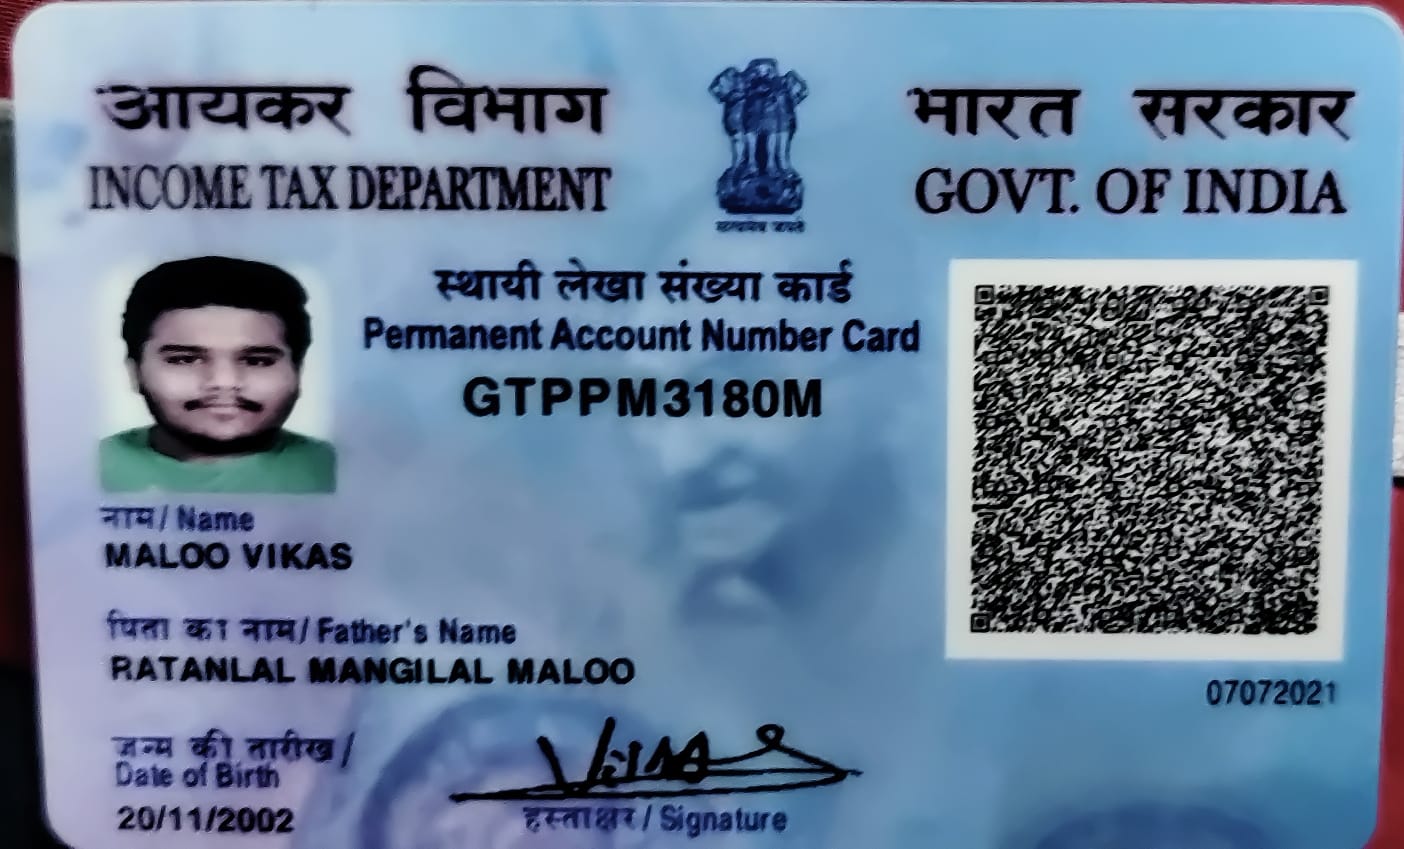 आयकर विभाग
INCOME TAX DEPARTMENT
भारत सरकार
GOVT. OF INDIA
सत्यमेव जयते
स्थायी लेखा संख्या कार्ड
Permanent Account Number Card
GTPPM3180M
नाम / Name
MALOO VIKAS
पिता का नाम / Father's Name
RATANLAL MANGILAL MALOO
07072021
जन्म की तारीख /
Date of Birth
20/11/2002
हस्ताक्षर / Signature